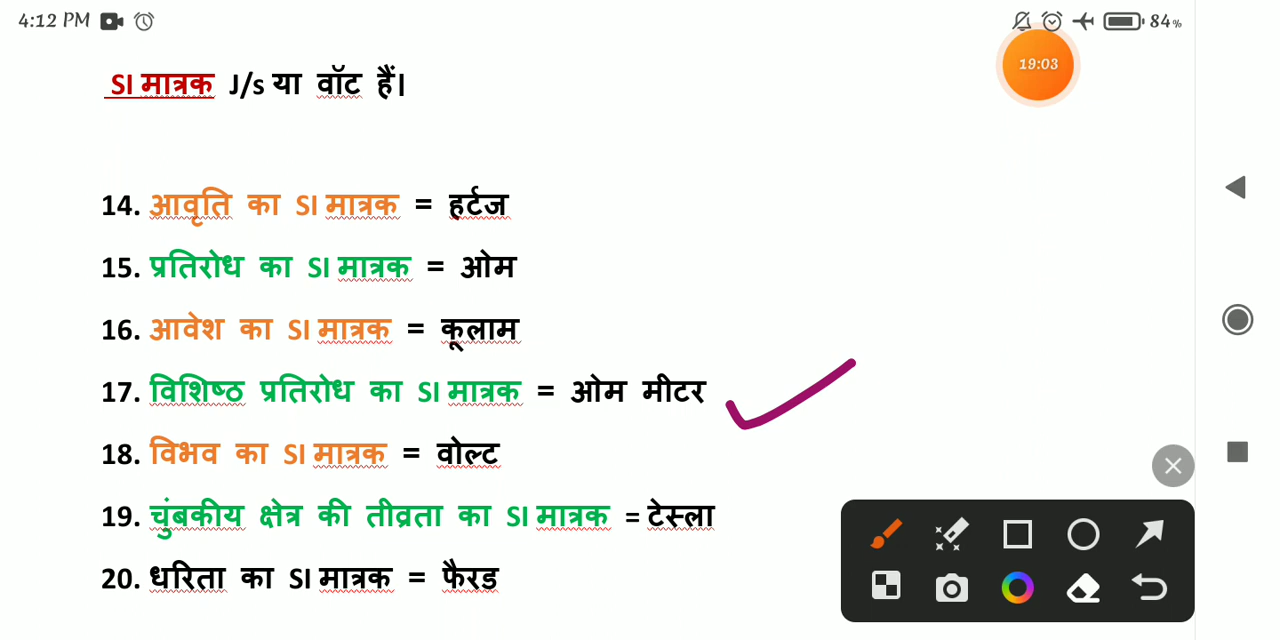 4:12 PM 84%
19:03
SI मात्रक J/s या वॉट हैं।
14. आवृति का SI मात्रक = हर्टज
15. प्रतिरोध का SI मात्रक = ओम
16. आवेश का SI मात्रक = कूलाम
17. विशिष्ठ प्रतिरोध का SI मात्रक = ओम मीटर
18. विभव का SI मात्रक = वोल्ट
19. चुंबकीय क्षेत्र की तीव्रता का SI मात्रक = टेस्ला
20. धरिता का SI मात्रक = फैरड